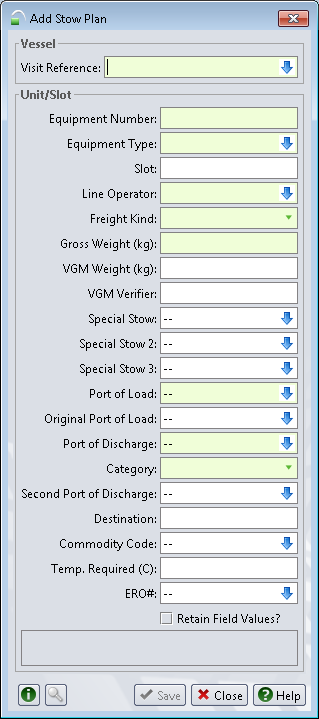 Add Stow Plan
Vessel
Visit Reference:
Unit/Slot
Equipment Number:
Equipment Type:
Slot:
Line Operator:
Freight Kind:
Gross Weight (kg):
VGM Weight (kg):
VGM Verifier:
Special Stow: --
Special Stow 2: --
Special Stow 3: --
Port of Load: --
Original Port of Load: --
Port of Discharge: --
Category:
Second Port of Discharge: --
Destination:
Commodity Code: --
Temp. Required (C):
ERO#: --
Retain Field Values?
Save Close Help